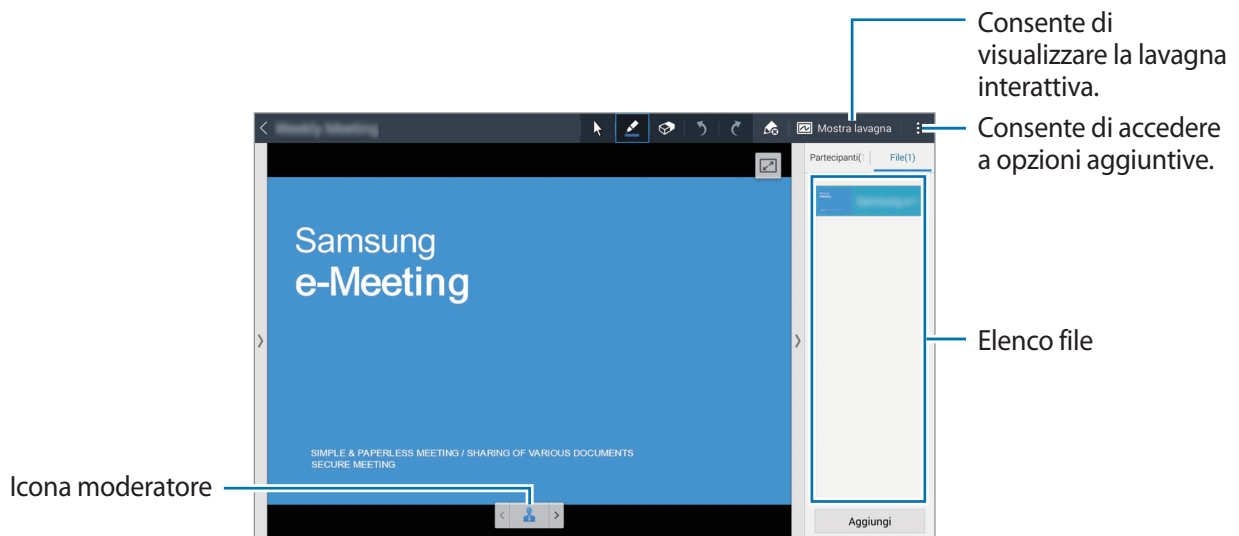 Consente di
visualizzare la lavagna
interattiva.
Mostra lavagna
Consente di accedere
a opzioni aggiuntive.
Partecipanti(
File(1)
Samsung
e-Meeting
Elenco file
SIMPLE & PAPERLESS MEETING / SHARING OF VARIOUS DOCUMENTS
SECURE MEETING
Icona moderatore
Aggiungi